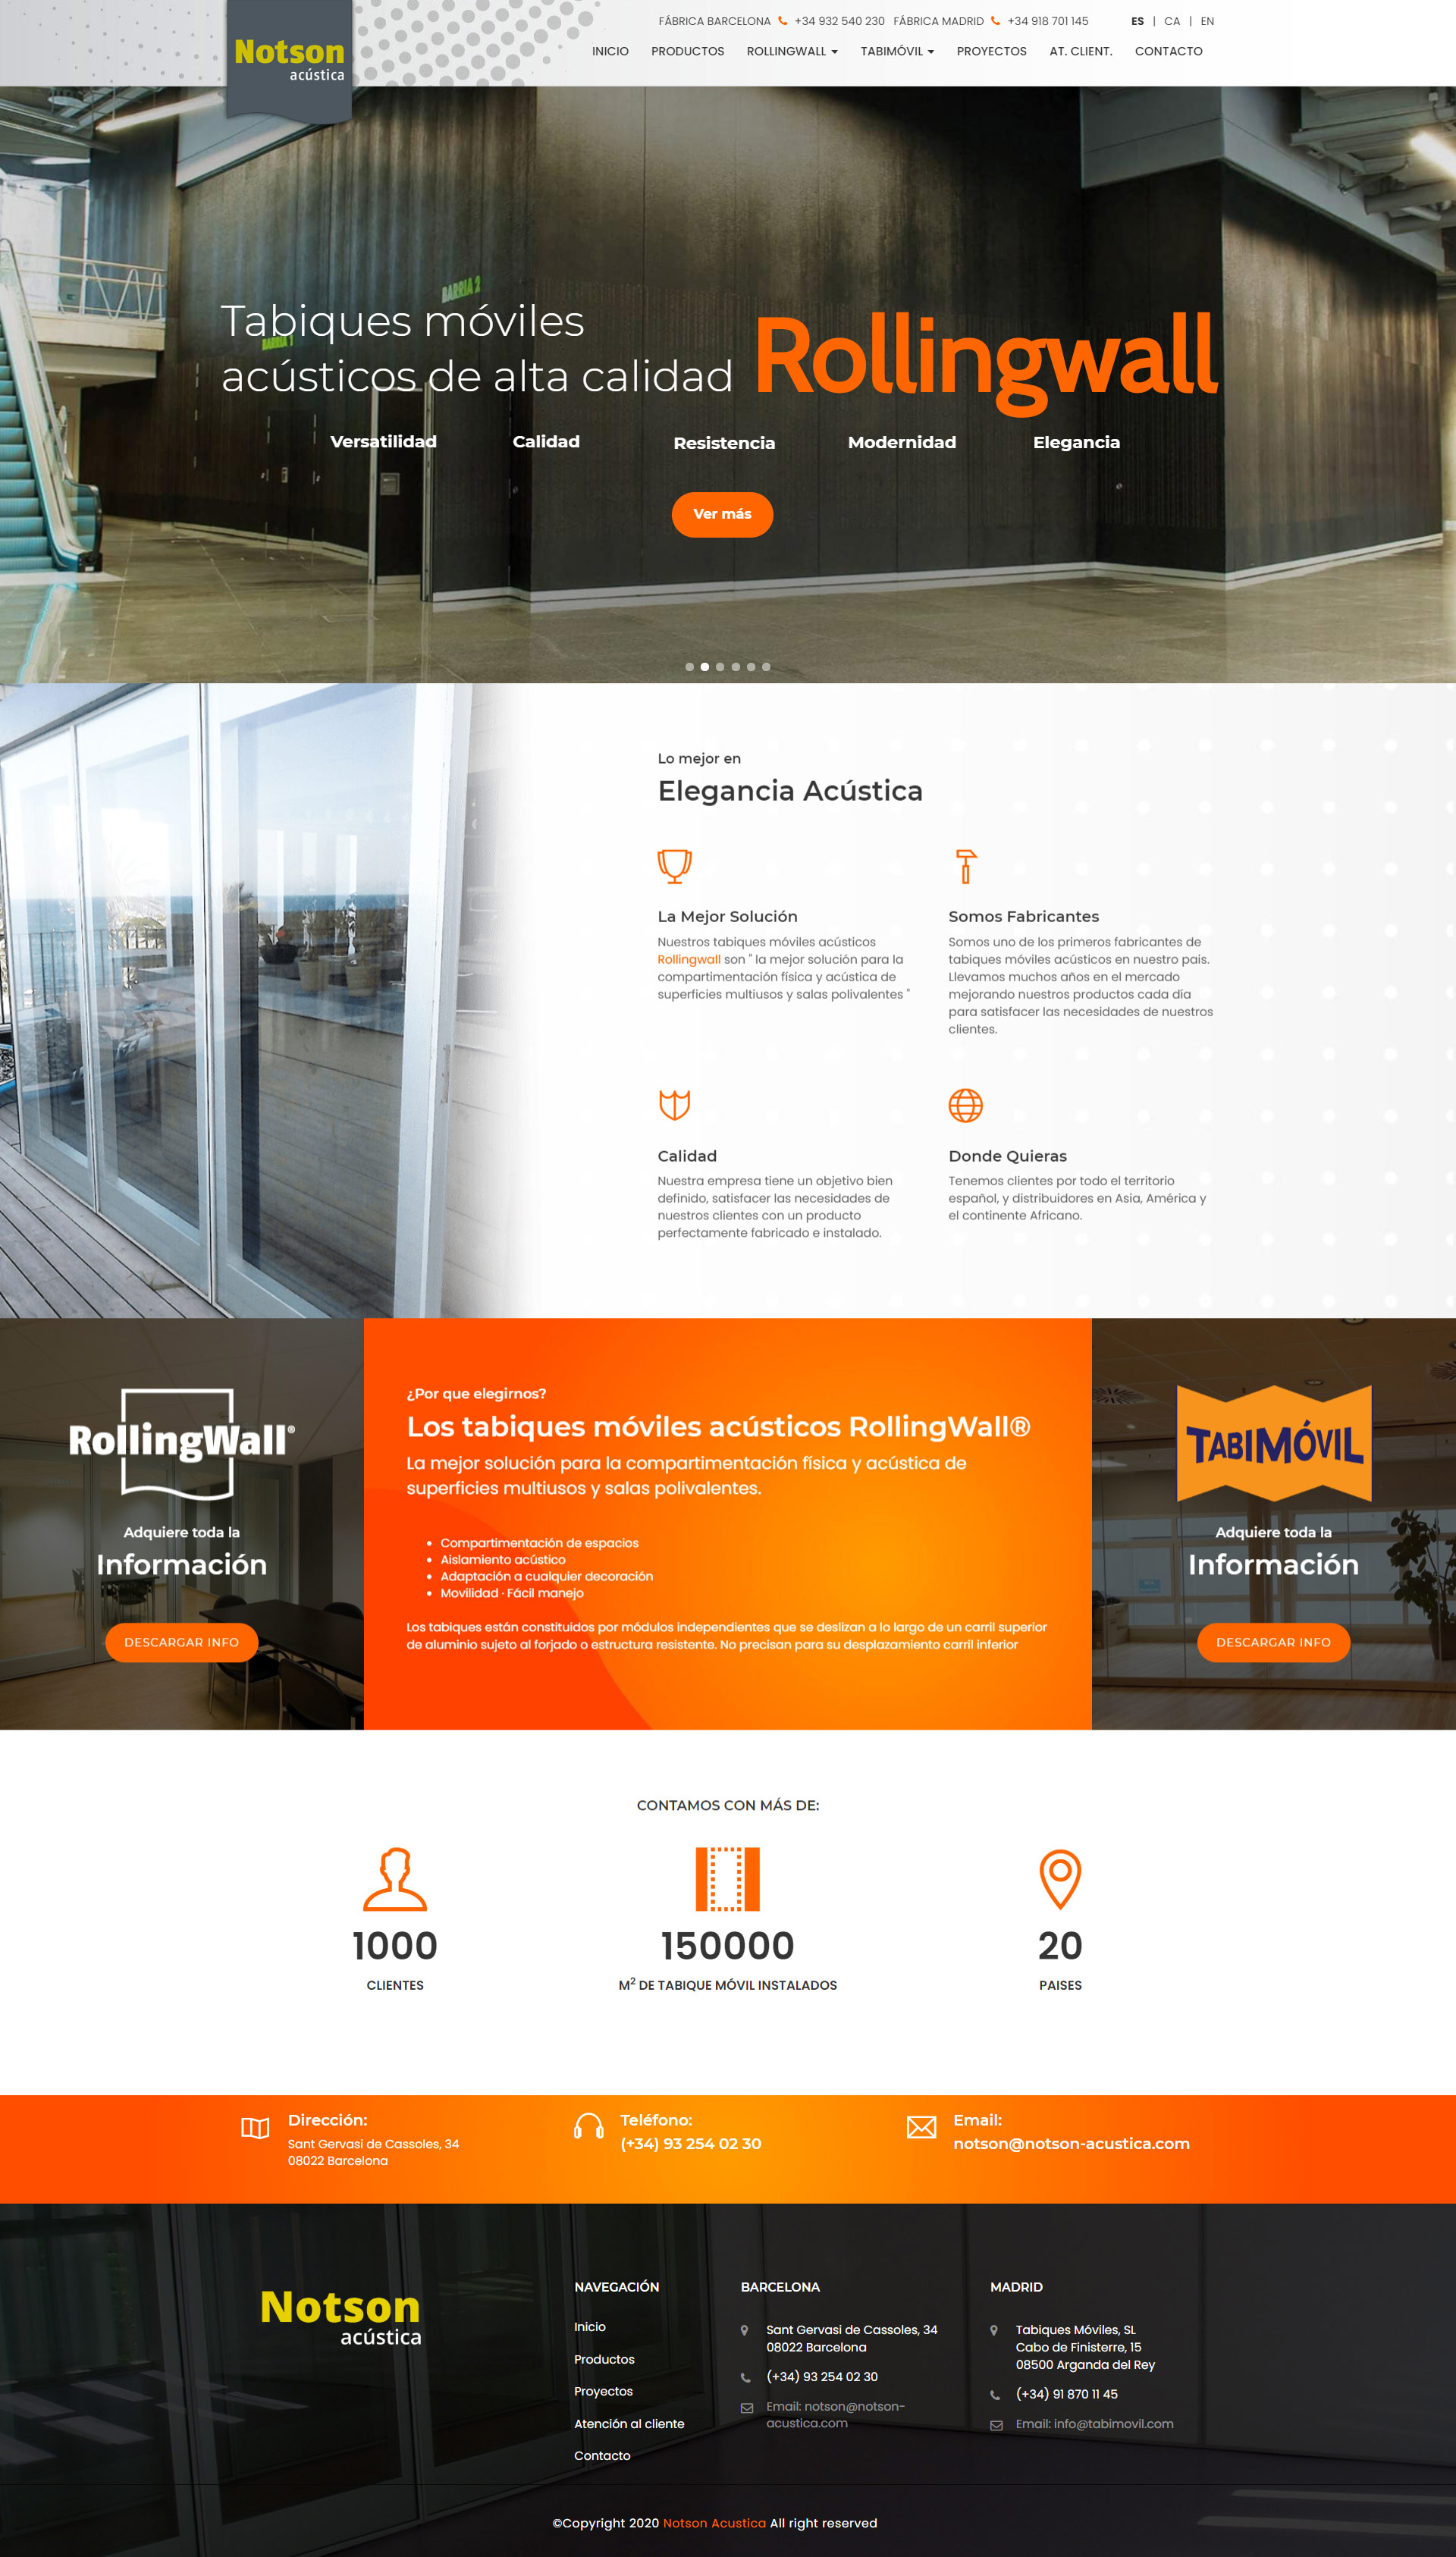 FÁBRICA BARCELONA +34 932 540 230 FÁBRICA MADRID +34 918 701 145 ES | CA | EN
Notson
acústica
INICIO PRODUCTOS ROLLINGWALL TABIMÓVIL PROYECTOS AT. CLIENT. CONTACTO
BARRIA 2
BARRIA 1
Tabiques móviles
acústicos de alta calidad
Rollingwall
Versatilidad Calidad Resistencia Modernidad Elegancia
Ver más
Lo mejor en
Elegancia Acústica
La Mejor Solución
Nuestros tabiques móviles acústicos
Rollingwall son " la mejor solución para la
compartimentación física y acústica de
superficies multiusos y salas polivalentes "
Somos Fabricantes
Somos uno de los primeros fabricantes de
tabiques móviles acústicos en nuestro pais.
Llevamos muchos años en el mercado
mejorando nuestros productos cada día
para satisfacer las necesidades de nuestros
clientes.
Calidad
Nuestra empresa tiene un objetivo bien
definido, satisfacer las necesidades de
nuestros clientes con un producto
perfectamente fabricado e instalado.
Donde Quieras
Tenemos clientes por todo el territorio
español, y distribuidores en Asia, América y
el continente Africano.
RollingWall®
Adquiere toda la
Información
DESCARGAR INFO
¿Por que elegirnos?
Los tabiques móviles acústicos RollingWall®
La mejor solución para la compartimentación física y acústica de
superficies multiusos y salas polivalentes.
• Compartimentación de espacios
• Aislamiento acústico
• Adaptación a cualquier decoración
• Movilidad · Fácil manejo
Los tabiques están constituidos por módulos independientes que se deslizan a lo largo de un carril superior
de aluminio sujeto al forjado o estructura resistente. No precisan para su desplazamiento carril inferior
TABIMÓVIL
Adquiere toda la
Información
DESCARGAR INFO
CONTAMOS CON MÁS DE:
1000
CLIENTES
150000
M² DE TABIQUE MÓVIL INSTALADOS
20
PAISES
Dirección:
Sant Gervasi de Cassoles, 34
08022 Barcelona
Teléfono:
(+34) 93 254 02 30
Email:
notson@notson-acustica.com
Notson
acústica
NAVEGACIÓN
Inicio
Productos
Proyectos
Atención al cliente
Contacto
BARCELONA
Sant Gervasi de Cassoles, 34
08022 Barcelona
(+34) 93 254 02 30
Email: notson@notson-
acustica.com
MADRID
Tabiques Móviles, SL
Cabo de Finisterre, 15
08500 Arganda del Rey
(+34) 91 870 11 45
Email: info@tabimovil.com
©Copyright 2020 Notson Acustica All right reserved